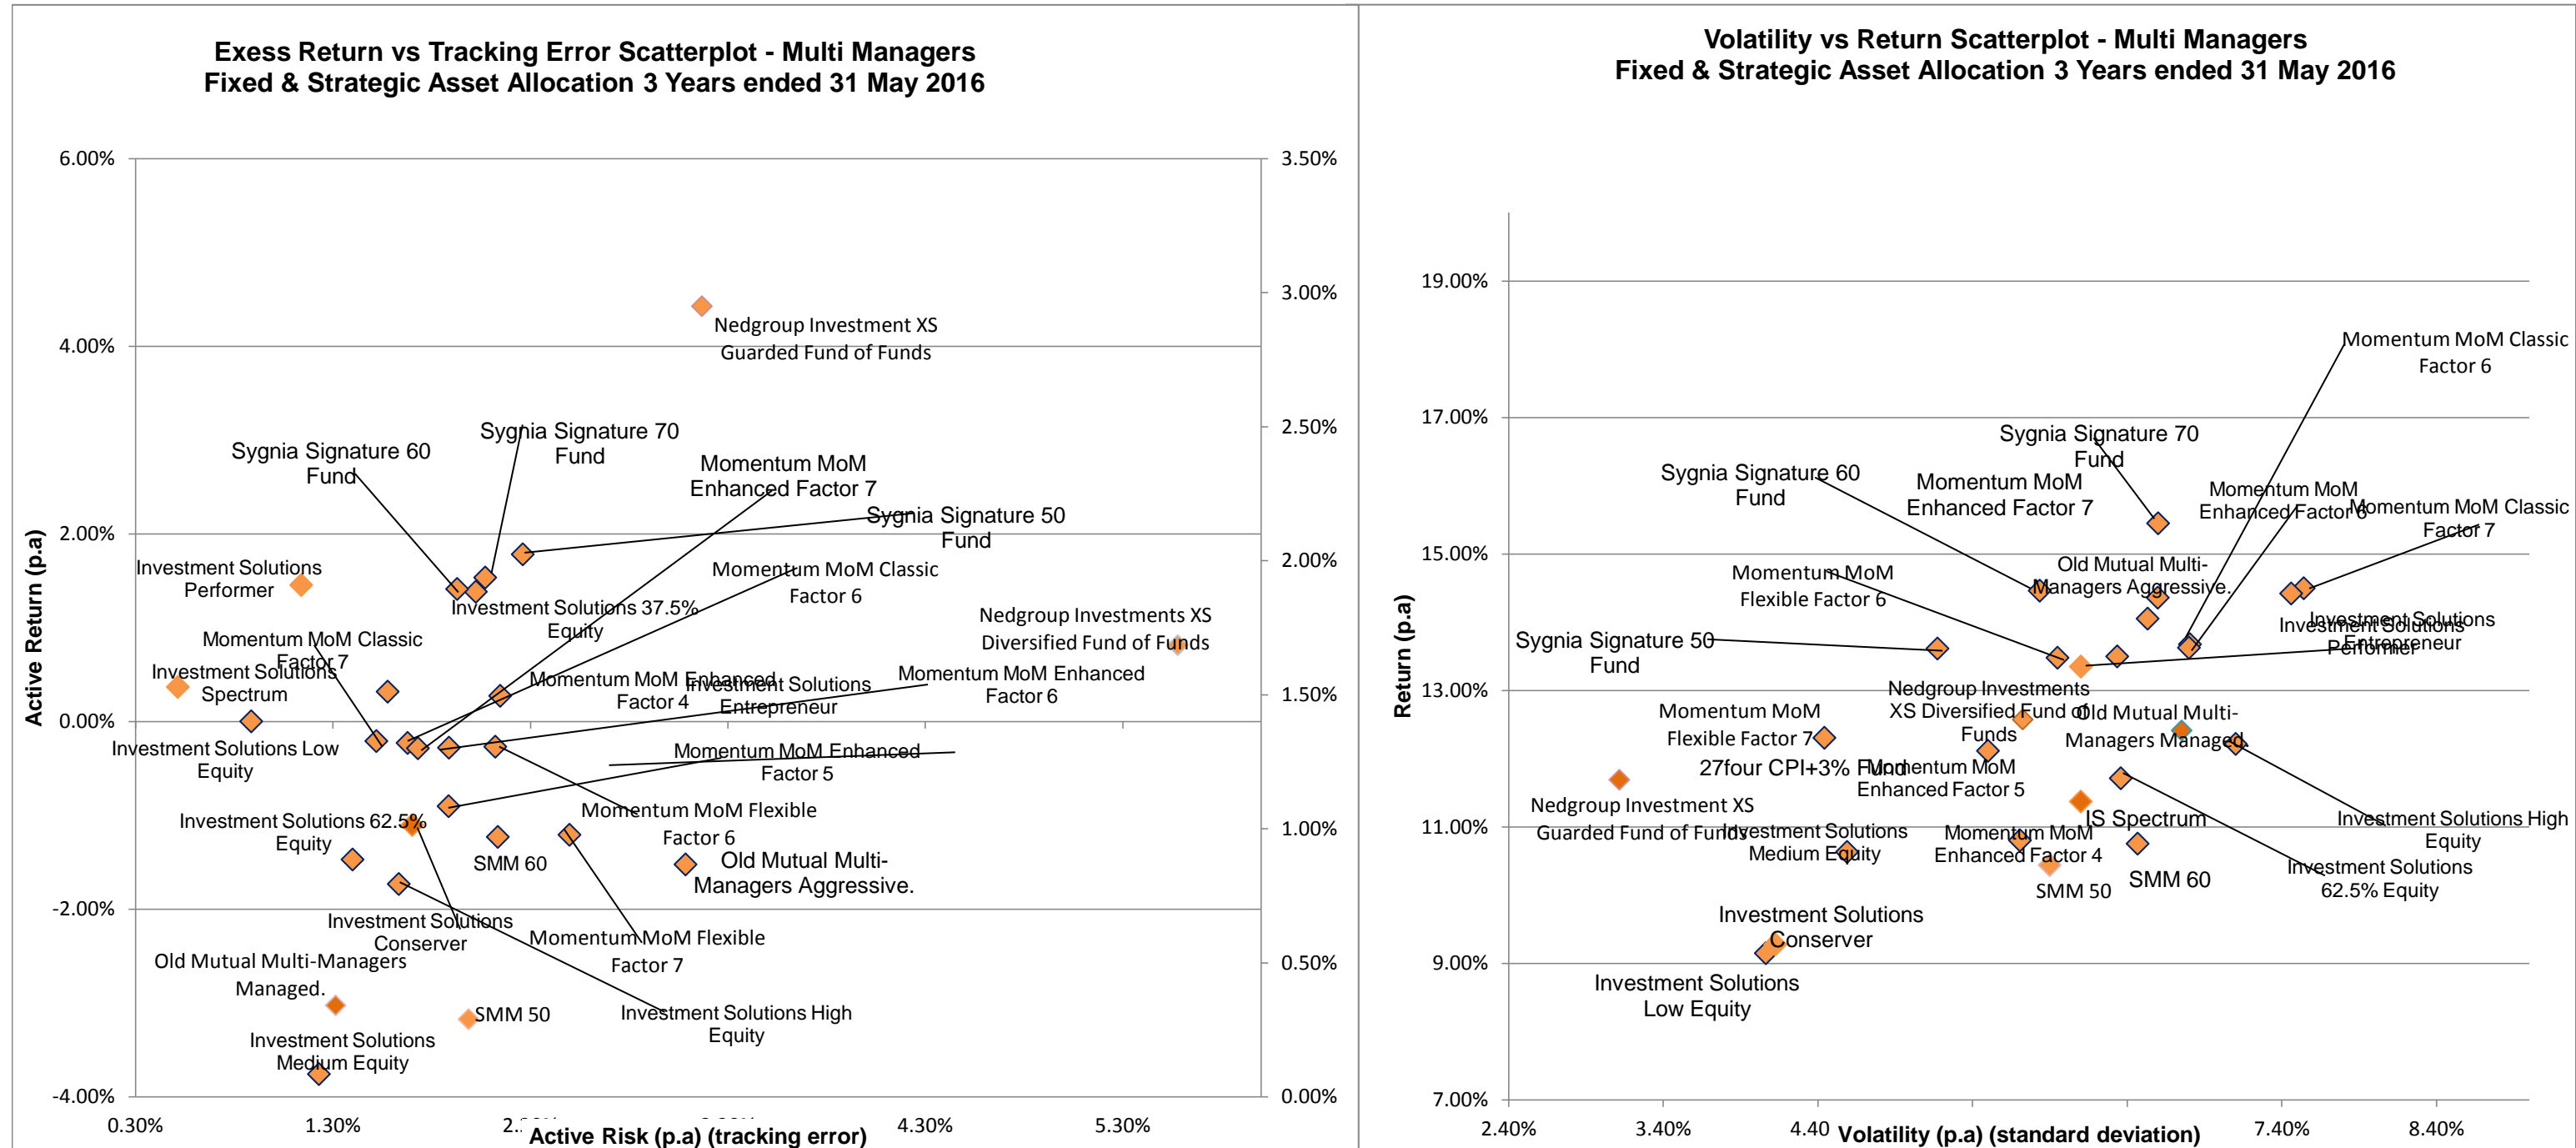 Exess Return vs Tracking Error Scatterplot - Multi Managers
Fixed & Strategic Asset Allocation 3 Years ended 31 May 2016
6.00%
4.00%
2.00%
0.00%
-2.00%
-4.00%
Active Return (p.a)
3.50%
3.00%
2.50%
2.00%
1.50%
1.00%
0.50%
0.00%
0.30%
1.30%
4.30%
5.30%
Active Risk (p.a) (tracking error)
Nedgroup Investment XS
Guarded Fund of Funds
Sygnia Signature 60
Fund
Sygnia Signature 70
Fund
Momentum MoM
Enhanced Factor 7
Sygnia Signature 50
Fund
Investment Solutions
Performer
Momentum MoM Classic
Factor 6
Investment Solutions 37.5%
Equity
Nedgroup Investments XS
Diversified Fund of Funds
Momentum MoM Classic
Factor 7
Investment Solutions
Spectrum
Momentum MoM Enhanced
Factor 4
Investment Solutions
Entrepreneur
Momentum MoM Enhanced
Factor 6
Investment Solutions Low
Equity
Momentum MoM Enhanced
Factor 5
Momentum MoM Flexible
Factor 6
Investment Solutions 62.5%
Equity
SMM 60
Old Mutual Multi-
Managers Aggressive.
Investment Solutions
Conserver
Momentum MoM Flexible
Factor 7
Old Mutual Multi-Managers
Managed.
SMM 50
Investment Solutions High
Equity
Investment Solutions
Medium Equity
Volatility vs Return Scatterplot - Multi Managers
Fixed & Strategic Asset Allocation 3 Years ended 31 May 2016
19.00%
17.00%
15.00%
13.00%
11.00%
9.00%
7.00%
Return (p.a)
2.40%
3.40%
4.40
7.40%
8.40%
Volatility (p.a) (standard deviation)
Momentum MoM Classic
Factor 6
Sygnia Signature 70
Fund
Sygnia Signature 60
Fund
Momentum MoM
Enhanced Factor 7
Momentum MoM
Enhanced Factor 6
Momentum MoM Classic
Factor 7
Momentum MoM
Flexible Factor 6
Old Mutual Multi-
Managers Aggressive.
Sygnia Signature 50
Fund
Investment Solutions
Entrepreneur
Investment Solutions
Performer
Nedgroup Investments
XS Diversified Fund of
Funds
Momentum MoM
Flexible Factor 7
Old Mutual Multi-
Managers Managed.
27four CPI+3% Fund
Momentum MoM
Enhanced Factor 5
Nedgroup Investment XS
Guarded Fund of Funds
Investment Solutions
Medium Equity
IS Spectrum
Momentum MoM
Enhanced Factor 4
Investment Solutions High
Equity
Investment Solutions
62.5% Equity
SMM 50
SMM 60
Investment Solutions
Conserver
Investment Solutions
Low Equity